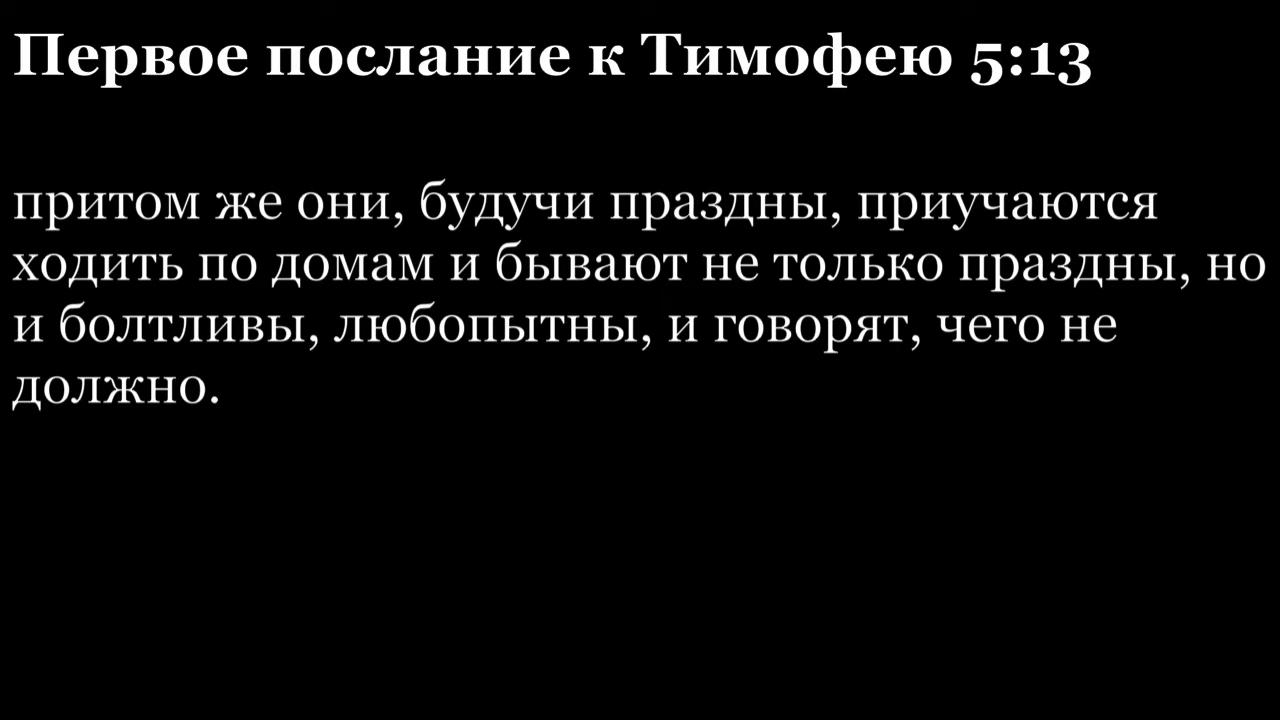 Первое послание к Тимофею 5:13
притом же они, будучи праздны, приучаются
ходить по домам и бывают не только праздны, но
и болтливы, любопытны, и говорят, чего не
должно.